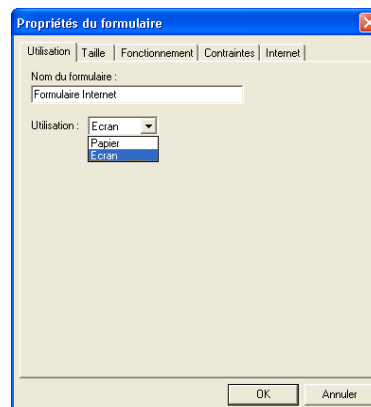 Propriétés du formulaire
Utilisation Taille Fonctionnement Contraintes Internet
Nom du formulaire :
Formulaire Internet
Utilisation : Ecran
Papier
Ecran
OK Annuler